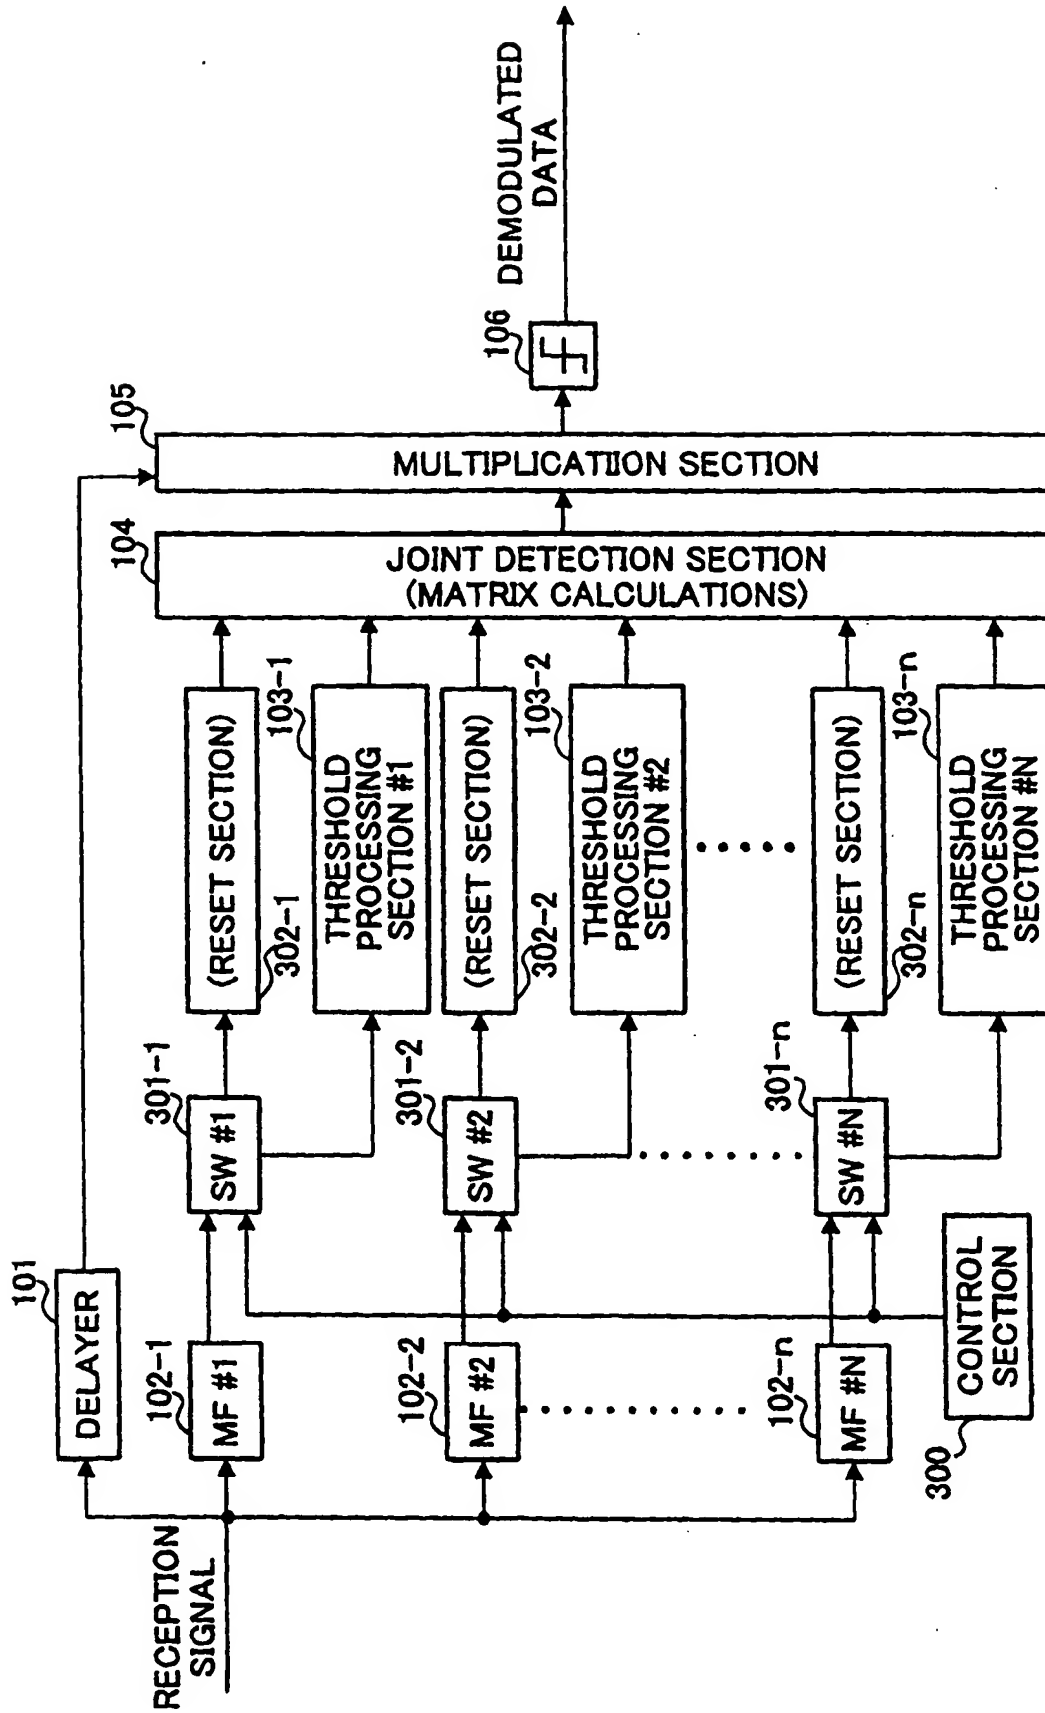 RECEPTION
SIGNAL
101
DELAYER
102-1
MF #1
301-1
SW #1
302-1
(RESET SECTION)
103-1
THRESHOLD
PROCESSING
SECTION #1
102-2
MF #2
301-2
SW #2
302-2
(RESET SECTION)
103-2
THRESHOLD
PROCESSING
SECTION #2
102-n
MF #N
301-n
SW #N
302-n
(RESET SECTION)
103-n
THRESHOLD
PROCESSING
SECTION #N
300
CONTROL
SECTION
104
JOINT DETECTION SECTION
(MATRIX CALCULATIONS)
105
MULTIPLICATIION SECTION
106
DEMODULATED
DATA